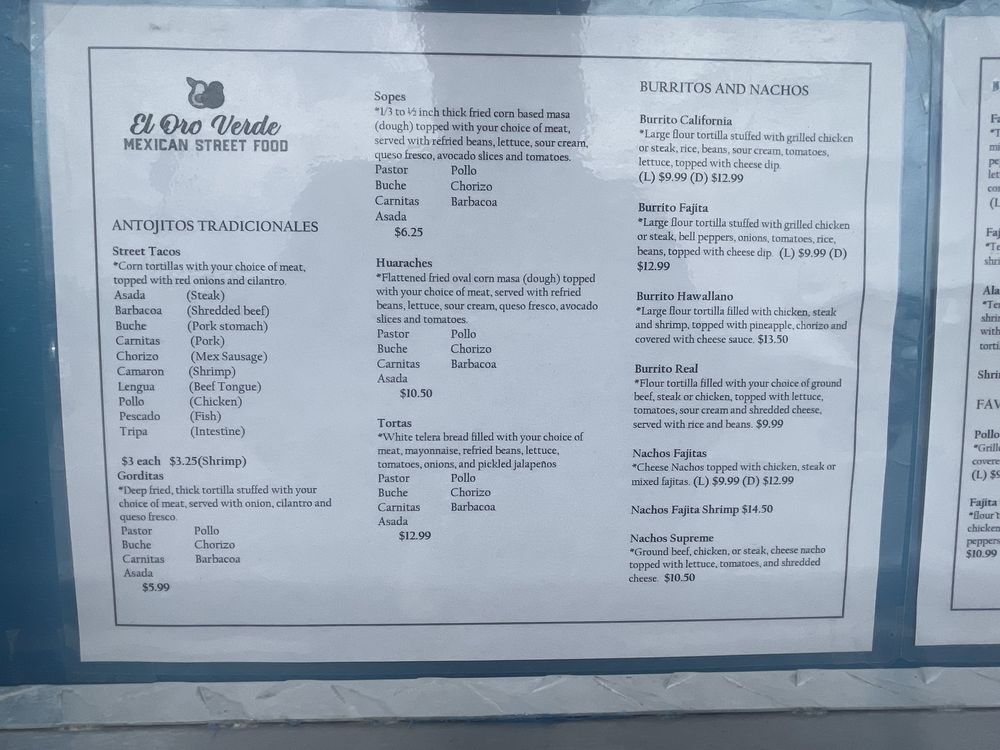 El Oro Verde
MEXICAN STREET FOOD
ANTOJITOS TRADICIONALES
Street Tacos
*Corn tortillas with your choice of meat,
topped with red onions and cilantro.
Asada (Steak)
Barbacoa (Shredded beef)
Buche (Pork stomach)
Carnitas (Pork)
Chorizo (Mex Sausage)
Camaron (Shrimp)
Lengua (Beef Tongue)
Pollo (Chicken)
Pescado (Fish)
Tripa (Intestine)
$3 each $3.25(Shrimp)
Gorditas
*Deep fried, thick tortilla stuffed with your
choice of meat, served with onion, cilantro and
queso fresco.
Pastor Pollo
Buche Chorizo
Carnitas Barbacoa
Asada
$5.99
Sopes
*1/3 to ½ inch thick fried corn based masa
(dough) topped with your choice of meat,
served with refried beans, lettuce, sour cream,
queso fresco, avocado slices and tomatoes.
Pastor Pollo
Buche Chorizo
Carnitas Barbacoa
Asada
$6.25
Huaraches
*Flattened fried oval corn masa (dough) topped
with your choice of meat, served with refried
beans, lettuce, sour cream, queso fresco, avocado
slices and tomatoes.
Pastor Pollo
Buche Chorizo
Carnitas Barbacoa
Asada
$10.50
Tortas
*White telera bread filled with your choice of
meat, mayonnaise, refried beans, lettuce,
tomatoes, onions, and pickled jalapeños
Pastor Pollo
Buche Chorizo
Carnitas Barbacoa
Asada
$12.99
BURRITOS AND NACHOS
Burrito California
*Large flour tortilla stuffed with grilled chicken
or steak, rice, beans, sour cream, tomatoes,
lettuce, topped with cheese dip.
(L) $9.99 (D) $12.99
Burrito Fajita
*Large flour tortilla stuffed with grilled chicken
or steak, bell peppers, onions, tomatoes, rice,
beans, topped with cheese dip. (L) $9.99 (D)
$12.99
Burrito Hawaiiano
*Large flour tortilla filled with chicken, steak
and shrimp, topped with pineapple, chorizo and
covered with cheese sauce. $13.50
Burrito Real
*Flour tortilla filled with your choice of ground
beef, steak or chicken, topped with lettuce,
tomatoes, sour cream and shredded cheese,
served with rice and beans. $9.99
Nachos Fajitas
*Cheese Nachos topped with chicken, steak or
mixed fajitas. (L) $9.99 (D) $12.99
Nachos Fajita Shrimp $14.50
Nachos Supreme
*Ground beef, chicken, or steak, cheese nacho
topped with lettuce, tomatoes, and shredded
cheese. $10.50
Pollo
Fajita
chicken
peppers
$10.99